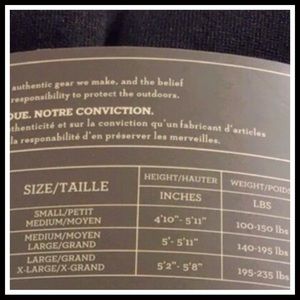 authentic gear we make, and the belief
responsibility to protect the outdoors.
QUE. NOTRE CONVICTION.
authenticité et sur la conviction qu'un fabricant d'articles
la responabilité d'en préserver les merveilles.
SIZE/TAILLE HEIGHT/HAUTER WEIGHT/POIDS
INCHES LBS
SMALL/PETIT
MEDIUM/MOYEN 4'10"- 5'11" 100-150 lbs
MEDIUM/MOYEN
LARGE/GRAND 5'- 5'11" 140-195 lbs
LARGE/GRAND
X-LARGE/X-GRAND 5'2"- 5'8" 195-235 lbs